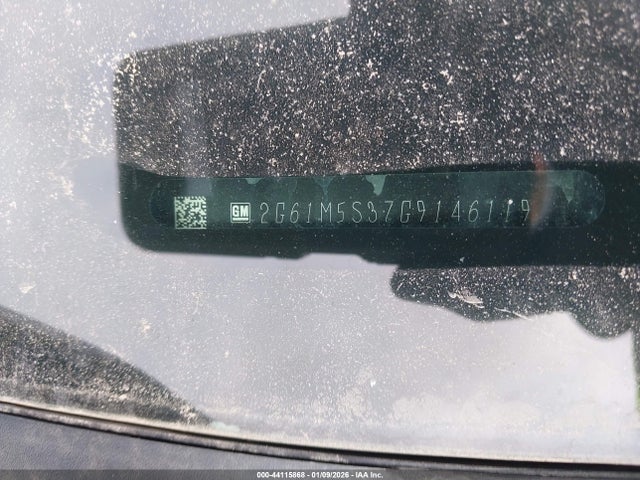 GM 2G61M5S37G9146119
000-44115868 - 01/09/2026 - IAA Inc.